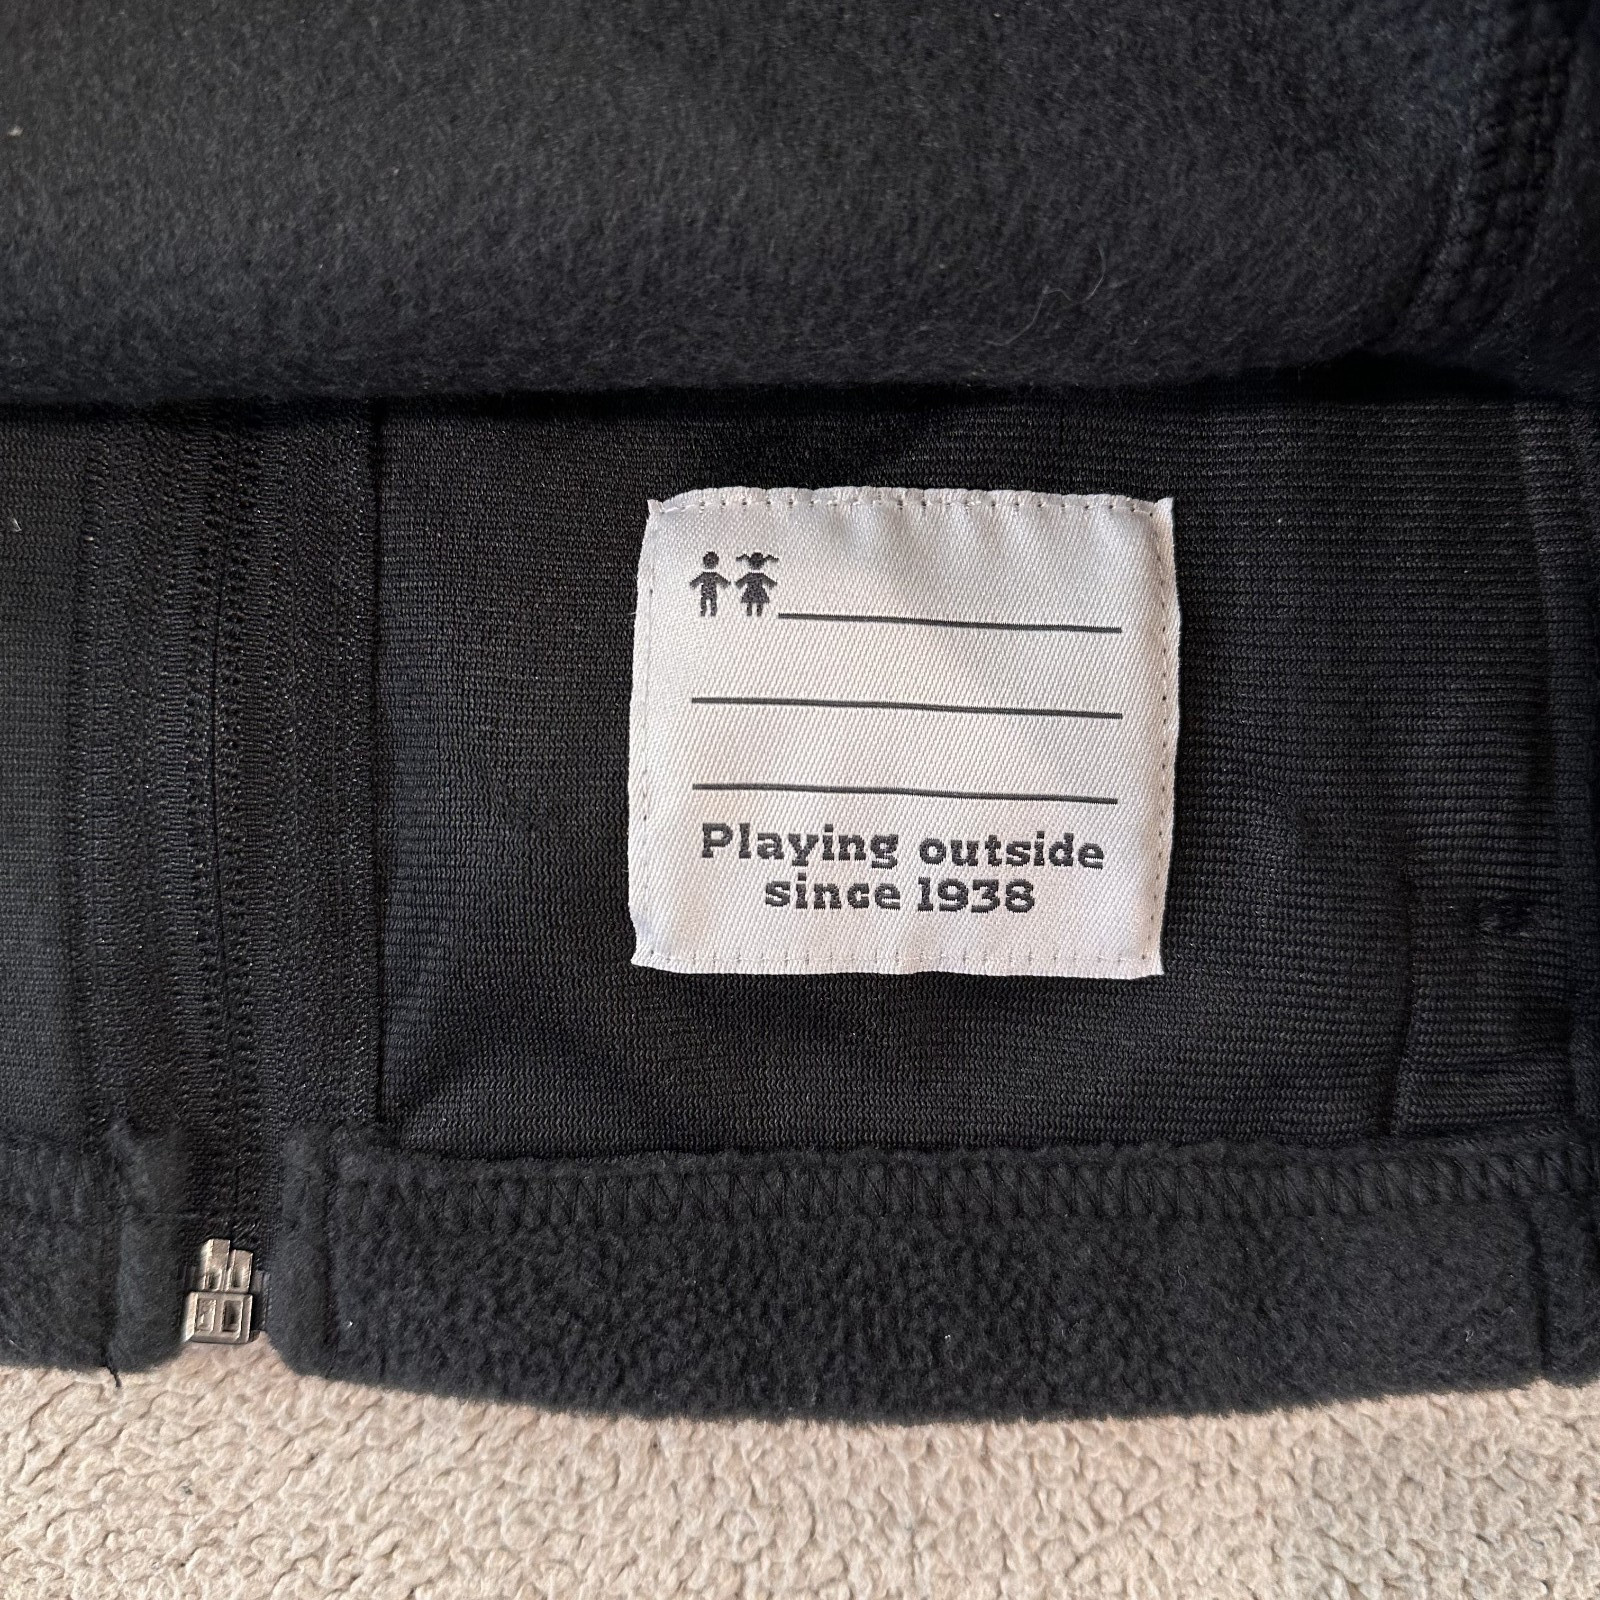 Playing outside
since 1938